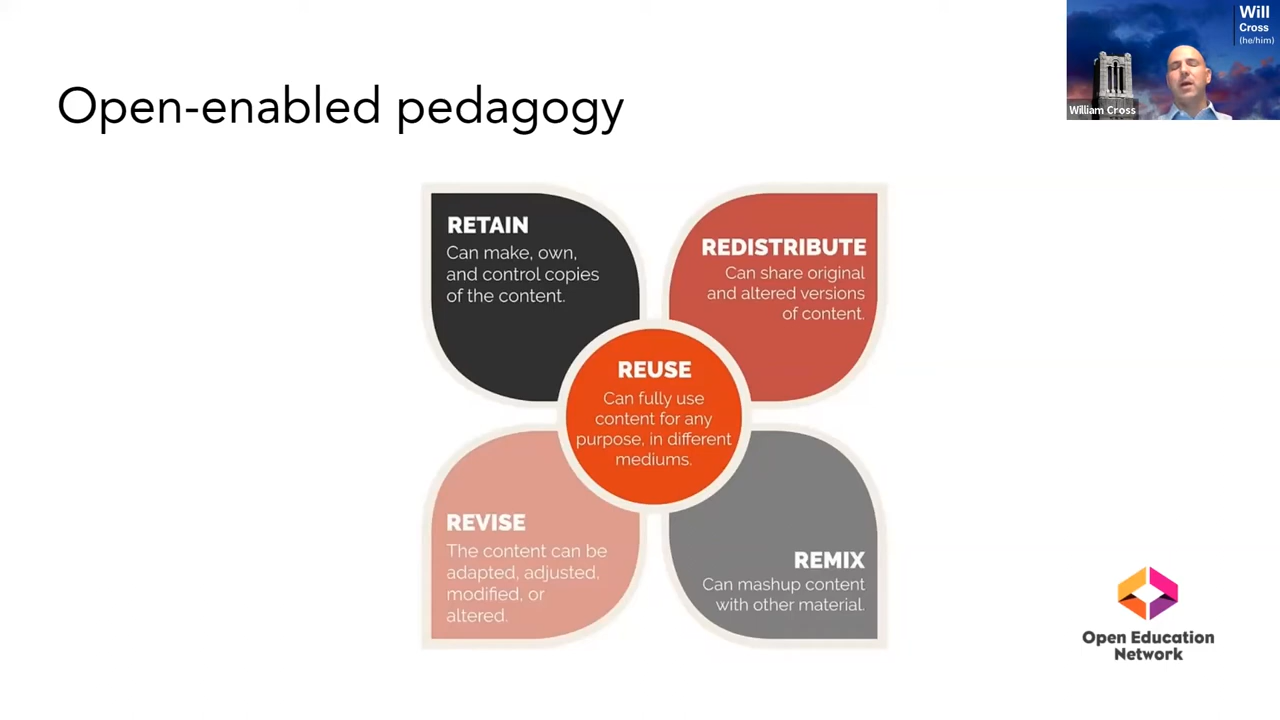 Open-enabled pedagogy
Will
Cross
(he/him)
William Cross
RETAIN
Can make, own,
and control copies
of the content.
REDISTRIBUTE
Can share original
and altered versions
of content.
REUSE
Can fully use
content for any
purpose, in different
mediums.
REVISE
The content can be
adapted, adjusted,
modified, or
altered.
REMIX
Can mashup content
with other material.
Open Education
Network